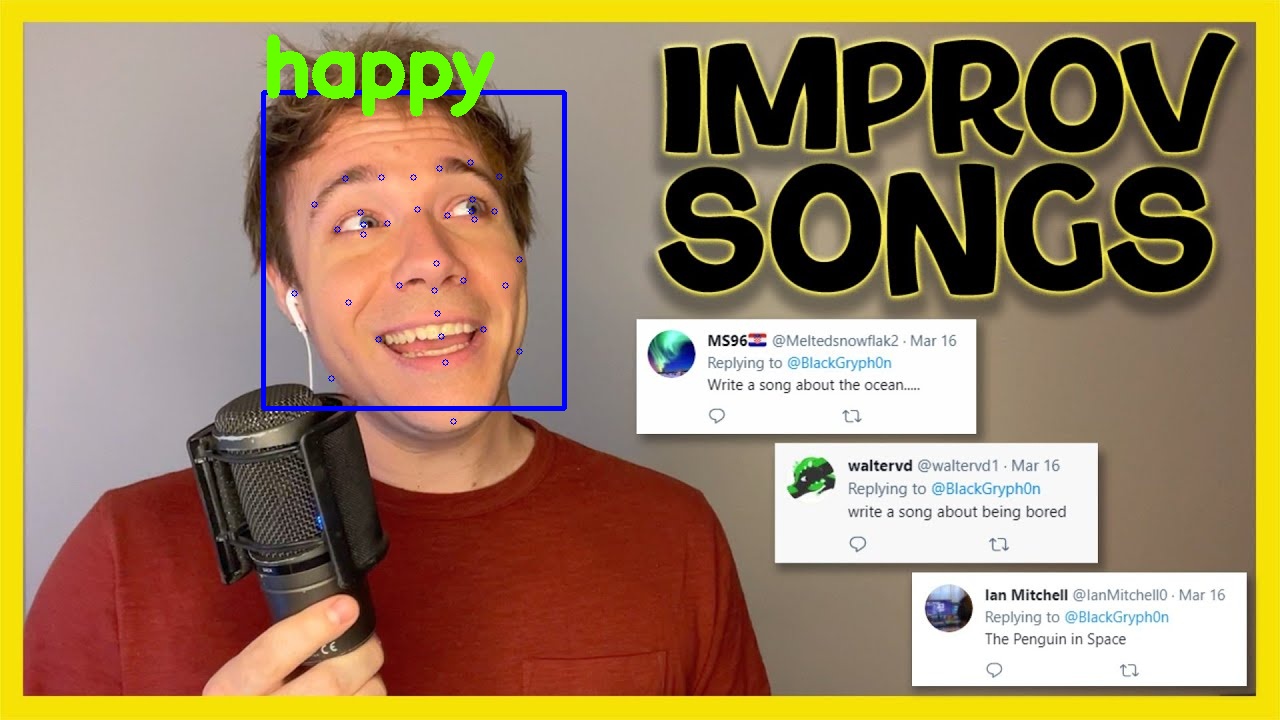 happy
IMPROV
SONGS
MS96 @Meltedsnowflak2 · Mar 16
Replying to @BlackGryph0n
Write a song about the ocean.....
waltervd @waltervd1 · Mar 16
Replying to @BlackGryph0n
write a song about being bored
Ian Mitchell @IanMitchell0 · Mar 16
Replying to @BlackGryph0n
The Penguin in Space